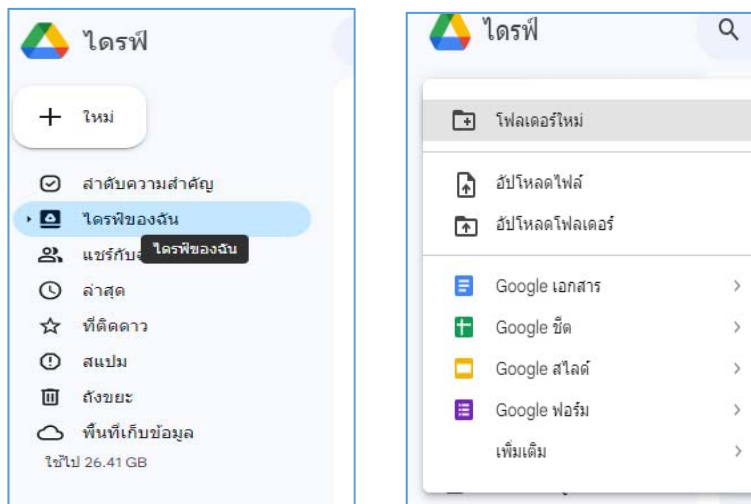 ไดรฟ์
ใหม่
ลำดับความสำคัญ
ไดรฟ์ของฉัน
แชร์กับ
ไดรฟ์ของฉัน
ล่าสุด
ที่ติดดาว
สแปม
ถังขยะ
พื้นที่เก็บข้อมูล
ใช้ไป 26.41 GB
ไดรฟ์
โฟลเดอร์ใหม่
อัปโหลดไฟล์
อัปโหลดโฟลเดอร์
Google เอกสาร
Google ชีต
Google สไลด์
Google ฟอร์ม
เพิ่มเติม